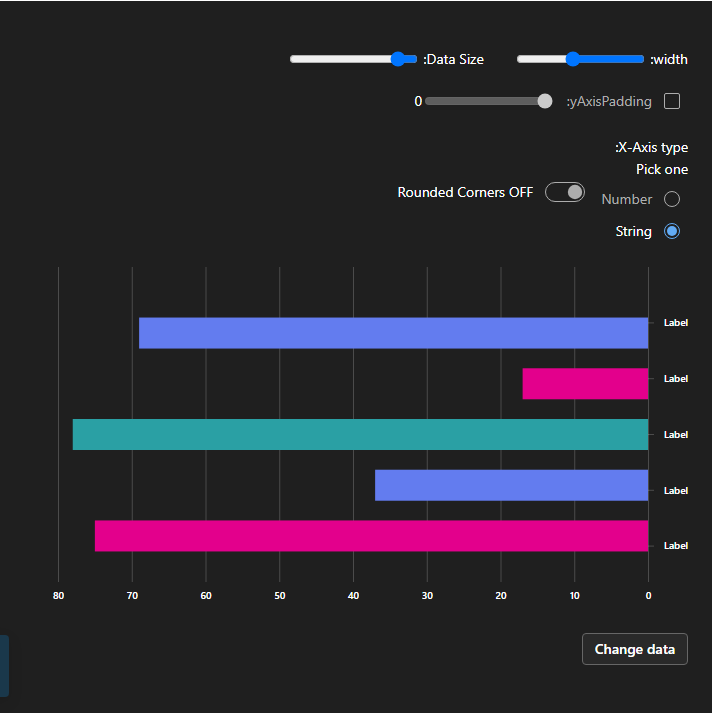 :Data Size :width
0 :yAxisPadding
:X-Axis type
Pick one
Rounded Corners OFF Number
String
Label
Label
Label
Label
Label
80 70 60 50 40 30 20 10 0
Change data